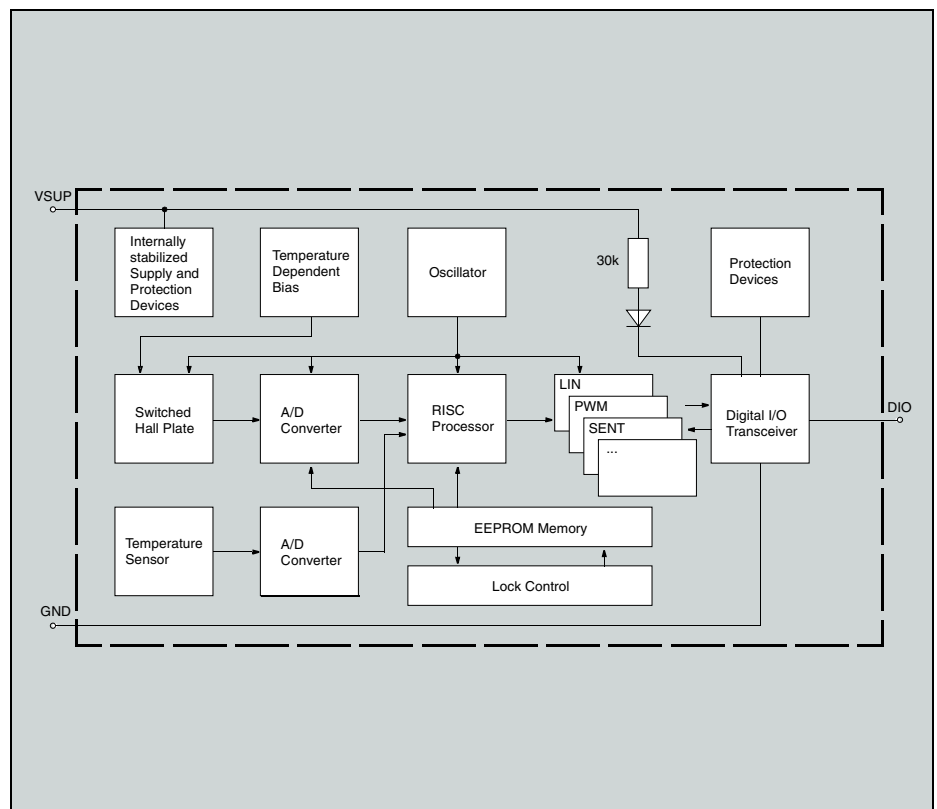 VSUP
Internally
stabilized
Supply and
Protection
Devices
Temperature
Dependent
Bias
Oscillator
30k
Protection
Devices
Switched
Hall Plate
A/D
Converter
RISC
Processor
LIN
PWM
SENT
...
Digital I/O
Transceiver
DIO
Temperature
Sensor
A/D
Converter
EEPROM Memory
Lock Control
GND